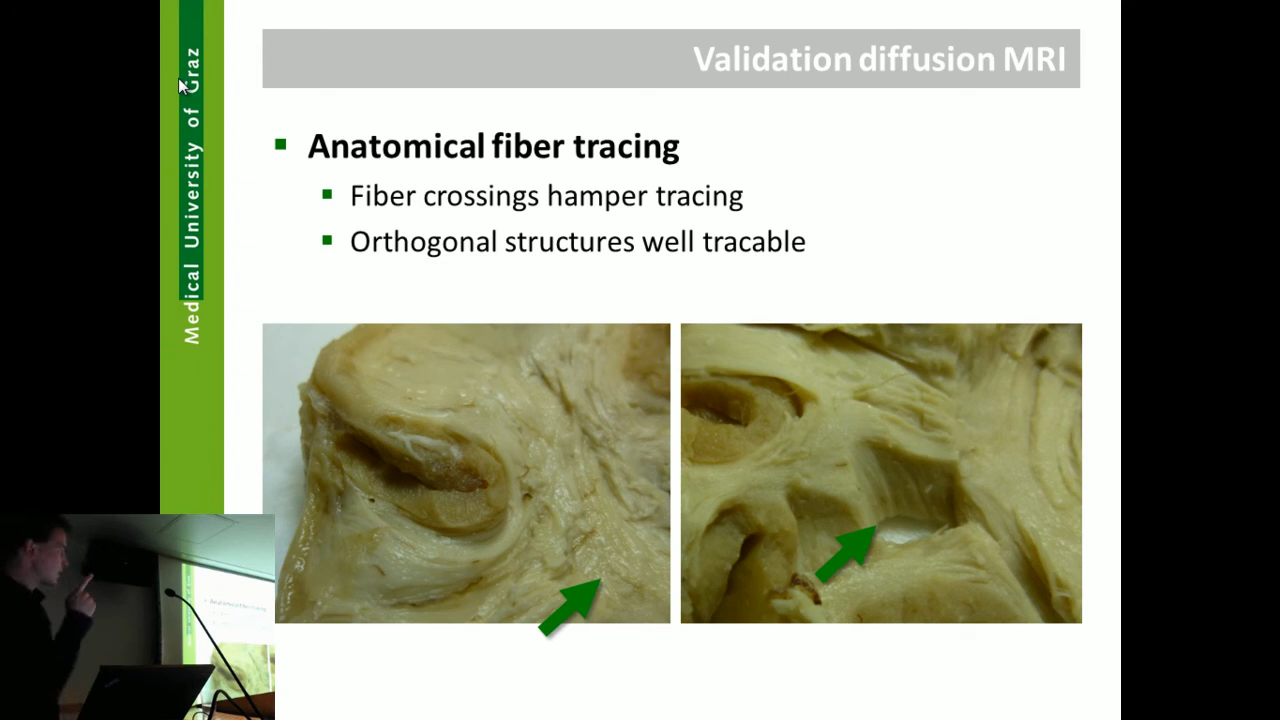 Validation diffusion MRI
Medical University of Graz
Anatomical fiber tracing
Fiber crossings hamper tracing
Orthogonal structures well tracable